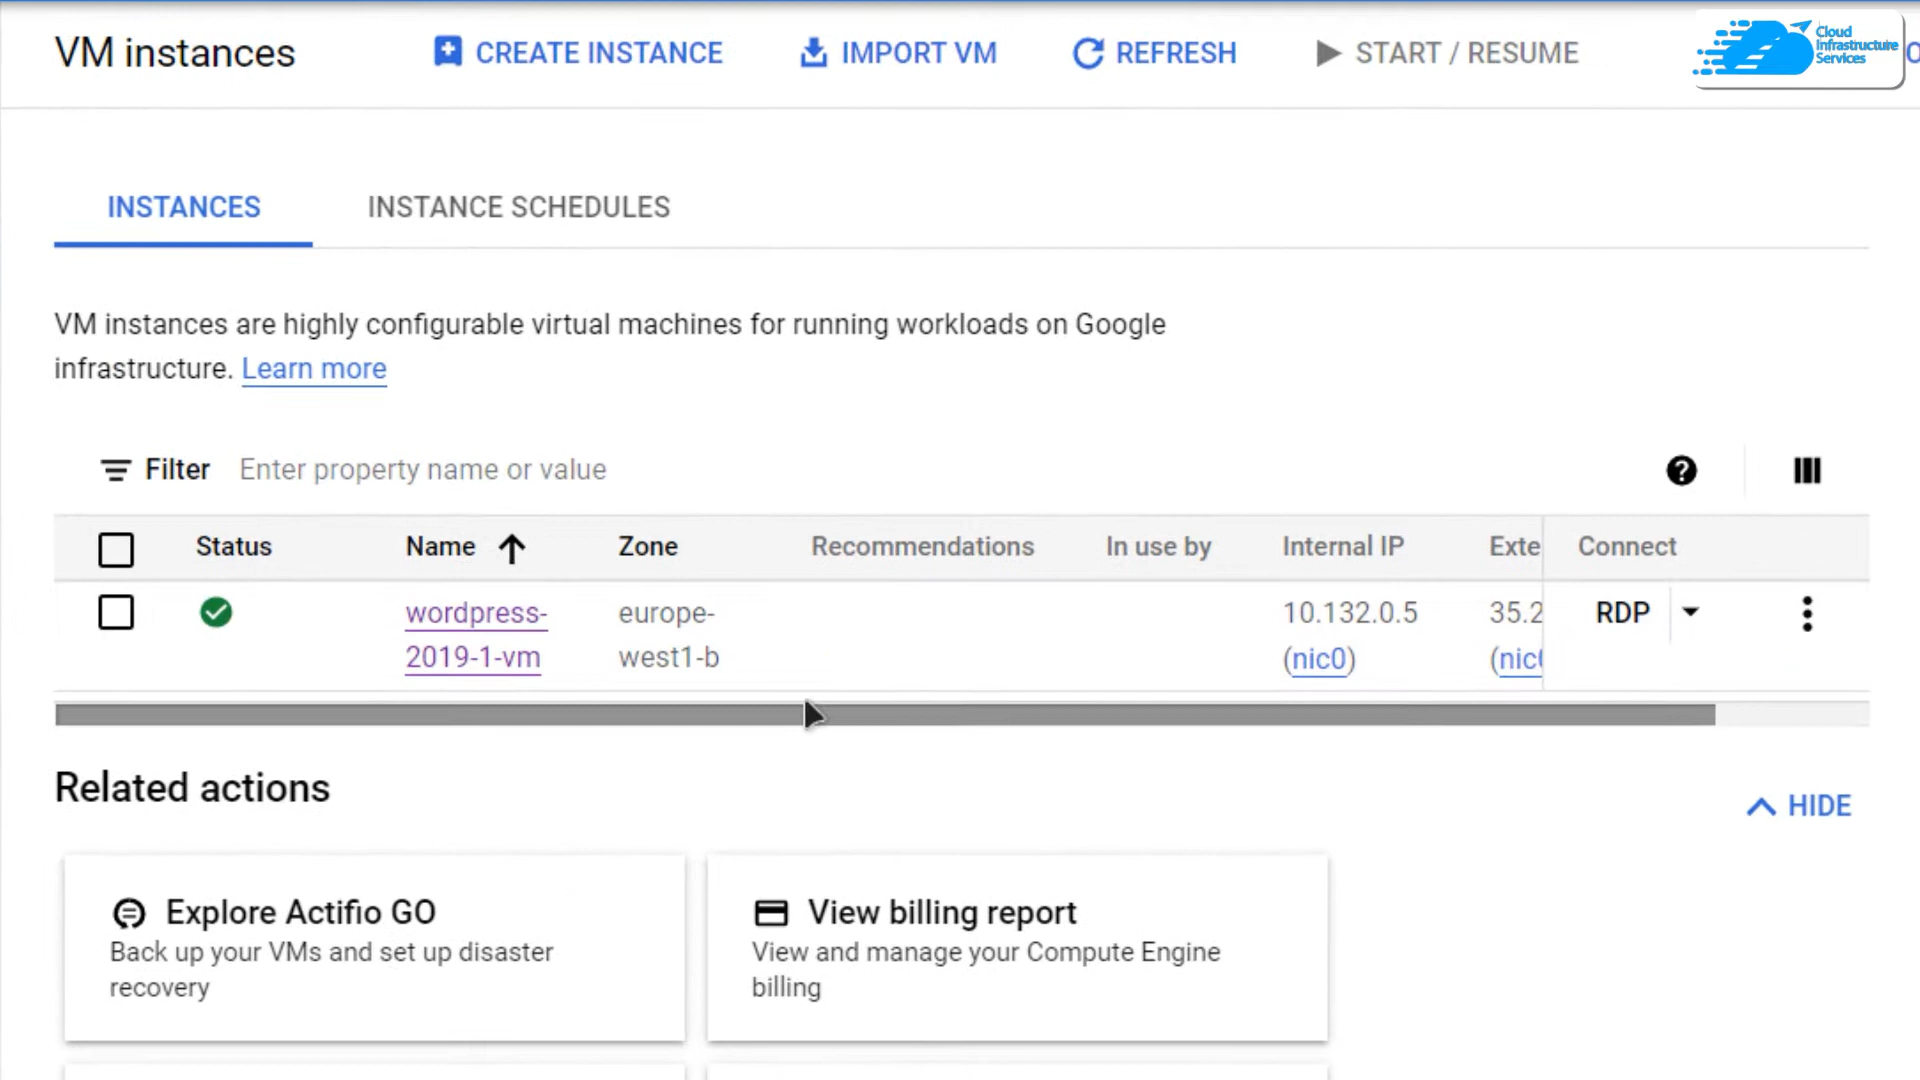 VM instances
CREATE INSTANCE
IMPORT VM
REFRESH
START / RESUME
Cloud
Infrastructure
Services
INSTANCES
INSTANCE SCHEDULES
VM instances are highly configurable virtual machines for running workloads on Google
infrastructure. Learn more
Filter
Enter property name or value
Status
Name
Zone
Recommendations
In use by
Internal IP
Exte
Connect
wordpress-
2019-1-vm
europe-
west1-b
10.132.0.5
(nic0)
35.2
(nic
RDP
Related actions
HIDE
Explore Actifio GO
Back up your VMs and set up disaster
recovery
View billing report
View and manage your Compute Engine
billing